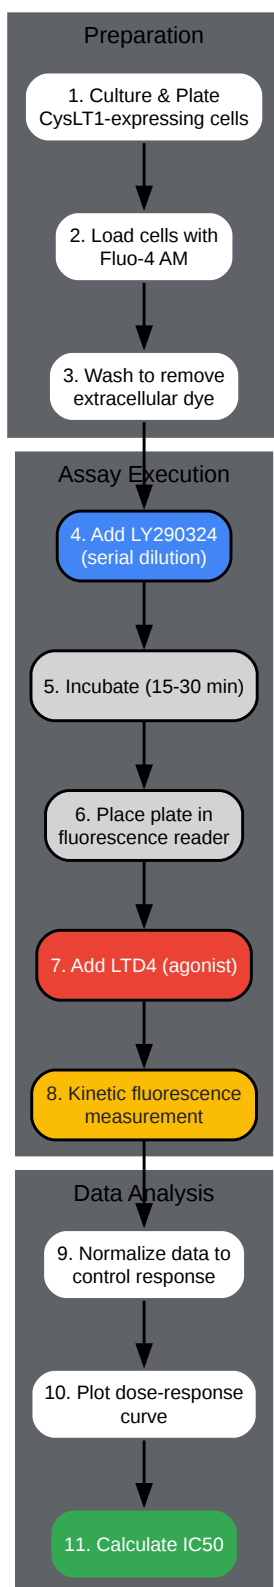 Preparation
1. Culture & Plate
CysLT1-expressing cells
2. Load cells with
Fluo-4 AM
3. Wash to remove
extracellular dye
Assay Execution
4. Add LY290324
(serial dilution)
5. Incubate (15-30 min)
6. Place plate in
fluorescence reader
7. Add LTD4 (agonist)
8. Kinetic fluorescence
measurement
Data Analysis
9. Normalize data to
control response
10. Plot dose-response
curve
11. Calculate IC50